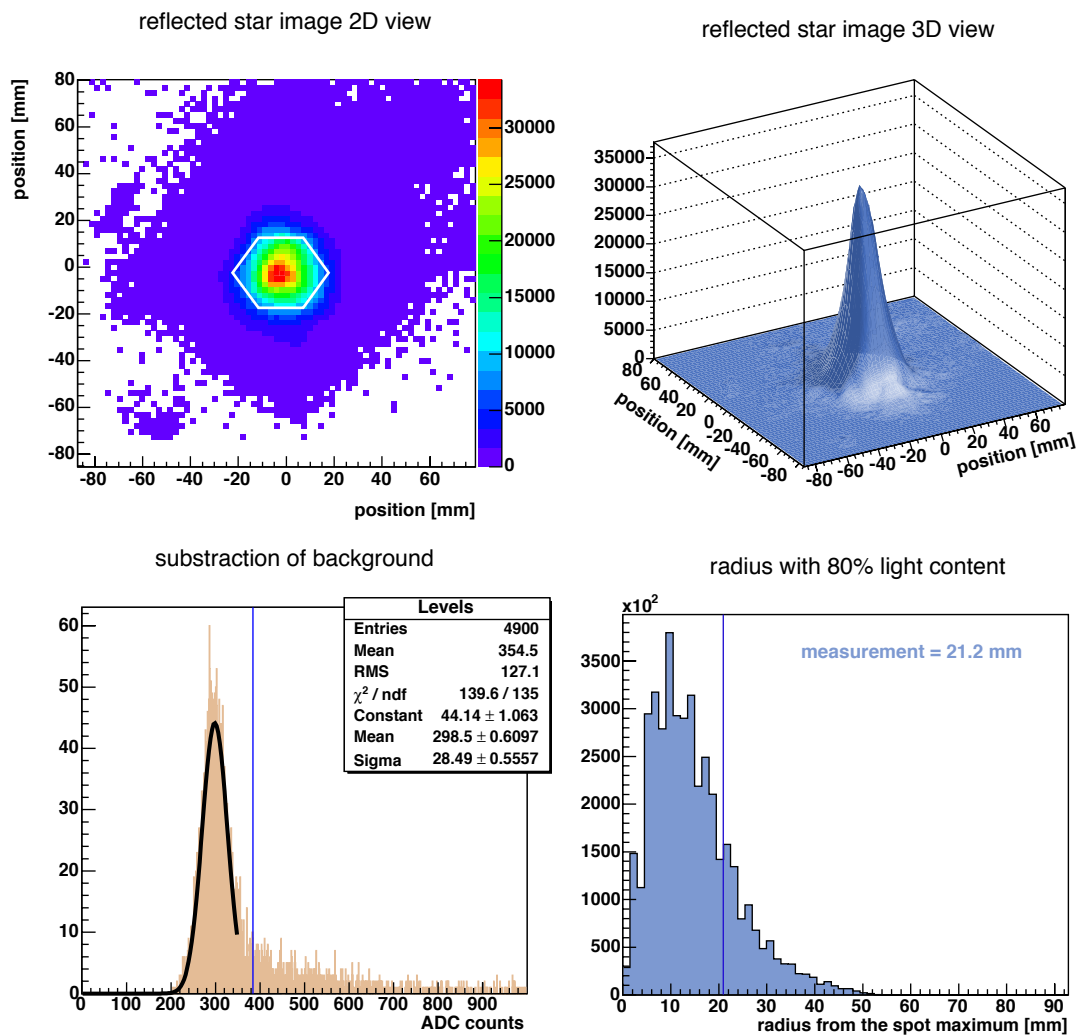 reflected star image 2D view
position [mm]
80
60
40
20
0
-20
-40
-60
-80
-80 -60 -40 -20 0 20 40 60
position [mm]
30000
25000
20000
15000
10000
5000
0
reflected star image 3D view
35000
30000
25000
20000
15000
10000
5000
0
80
60
40
20
0
-20
-40
-60
-80
position [mm]
-80
-60
-40
-20
0
20
40
60
position [mm]
substraction of background
60
50
40
30
20
10
0
0 100 200 300 400 500 600 700 800 900
ADC counts
Levels
Entries 4900
Mean 354.5
RMS 127.1
χ² / ndf 139.6 / 135
Constant 44.14 ± 1.063
Mean 298.5 ± 0.6097
Sigma 28.49 ± 0.5557
radius with 80% light content
x10²
measurement = 21.2 mm
3500
3000
2500
2000
1500
1000
500
0
0 10 20 30 40 50 60 70 80 90
radius from the spot maximum [mm]